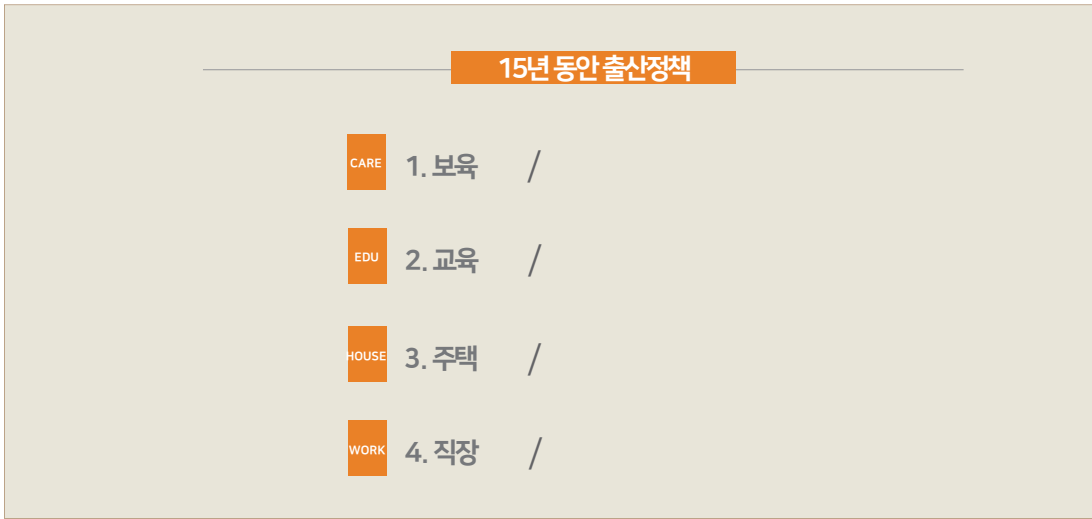 15년 동안 출산정책
CARE 1. 보육 /
EDU 2. 교육 /
HOUSE 3. 주택 /
WORK 4. 직장 /